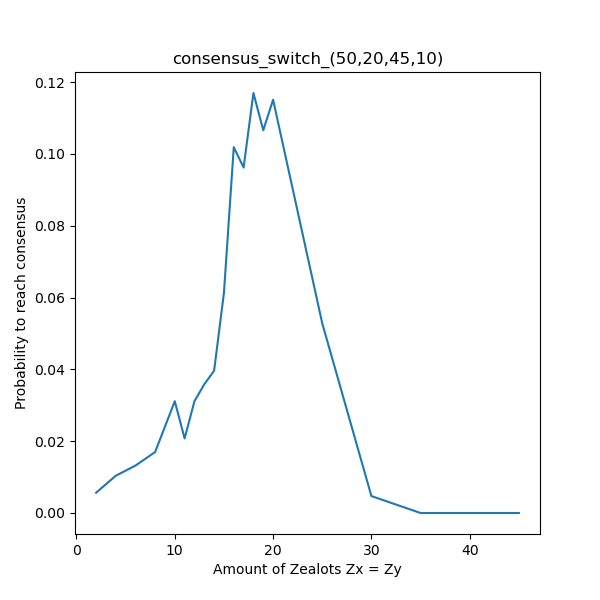 consensus_switch_(50,20,45,10)
0.12
0.10
0.08
0.06
0.04
0.02
0.00
Probability to reach consensus
0 10 20 30 40
Amount of Zealots Zx = Zy